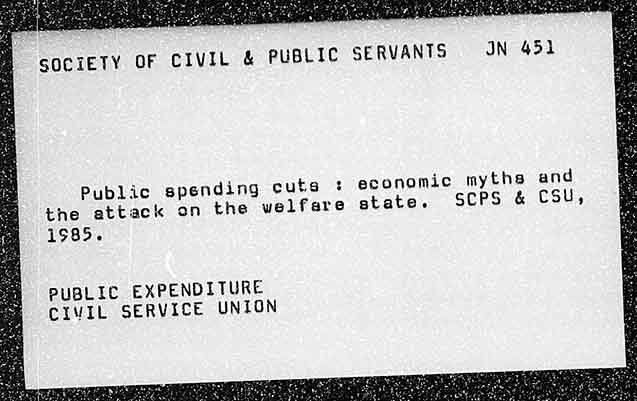 SOCIETY OF CIVIL & PUBLIC SERVANTS JN 451
Public spending cuts : economic myths and
the attack on the welfare state. SCPS & CSU,
1985.
PUBLIC EXPENDITURE
CIVIL SERVICE UNION